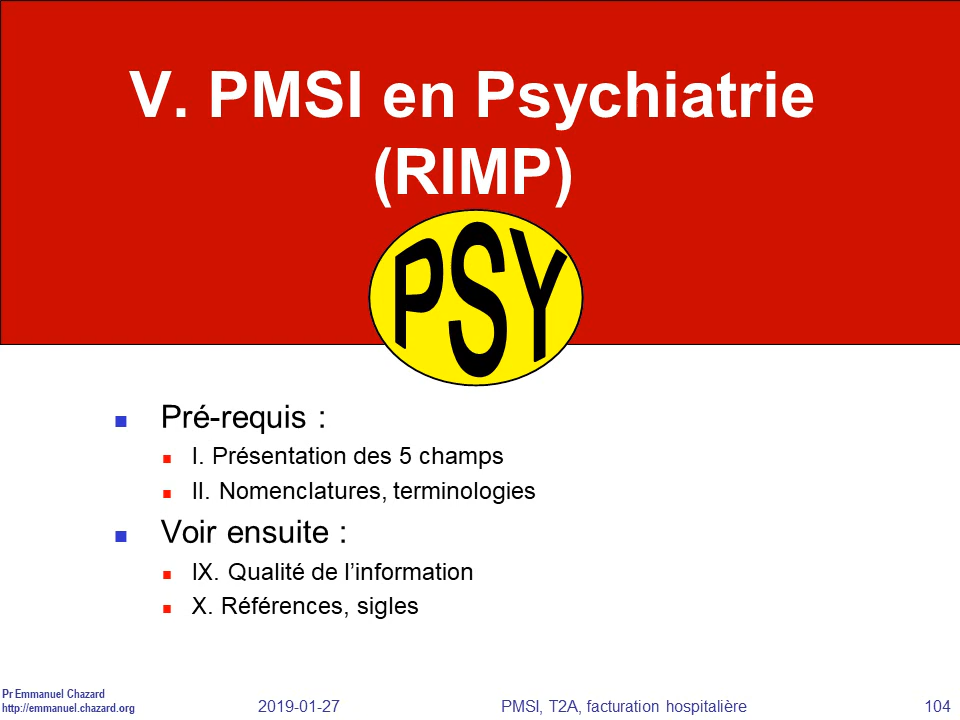 V. PMSI en Psychiatrie
(RIMP)
PSY
Pré-requis :
I. Présentation des 5 champs
II. Nomenclatures, terminologies
Voir ensuite :
IX. Qualité de l’information
X. Références, sigles
Pr Emmanuel Chazard
http://emmanuel.chazard.org
2019-01-27
PMSI, T2A, facturation hospitalière
104